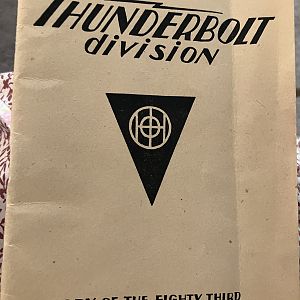 THUNDERBOLT
division
OF THE EIGHTY THIRD